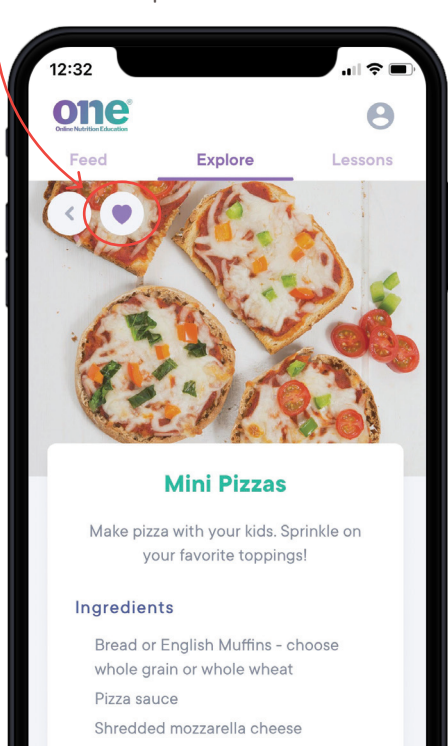 12:32
one®
Online Nutrition Education
Feed Explore Lessons
Mini Pizzas
Make pizza with your kids. Sprinkle on
your favorite toppings!
Ingredients
Bread or English Muffins - choose
whole grain or whole wheat
Pizza sauce
Shredded mozzarella cheese